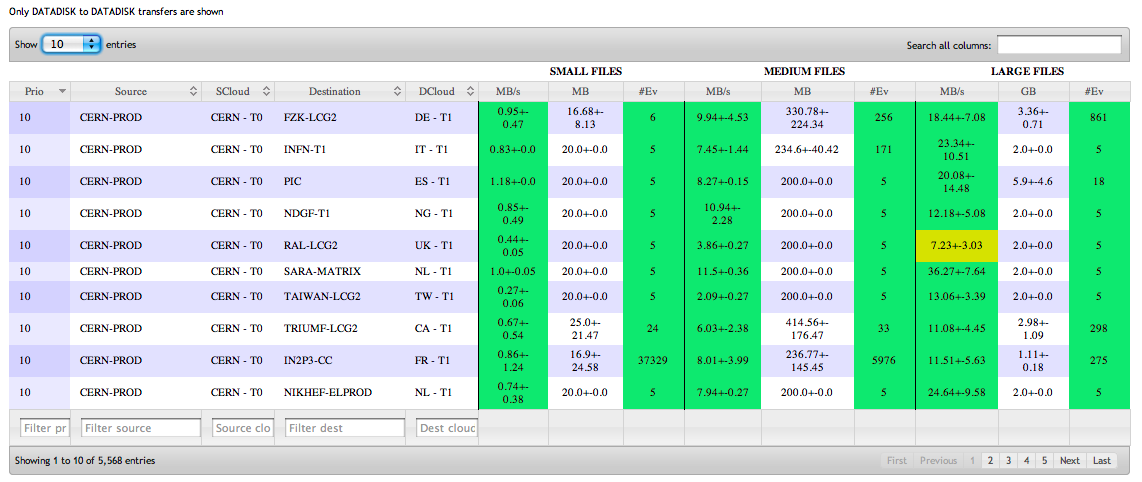 Only DATADISK to DATADISK transfers are shown
Show 10 entries Search all columns:
SMALL FILES MEDIUM FILES LARGE FILES
Prio Source SCloud Destination DCloud MB/s MB #Ev MB/s MB #Ev MB/s GB #Ev
10 CERN-PROD CERN - T0 FZK-LCG2 DE - T1 0.95+-0.47 16.68+-8.13 6 9.94+-4.53 330.78+-224.34 256 18.44+-7.08 3.36+-0.71 861
10 CERN-PROD CERN - T0 INFN-T1 IT - T1 0.83+-0.0 20.0+-0.0 5 7.45+-1.44 234.6+-40.42 171 23.34+-10.51 2.0+-0.0 5
10 CERN-PROD CERN - T0 PIC ES - T1 1.18+-0.0 20.0+-0.0 5 8.27+-0.15 200.0+-0.0 5 20.08+-14.48 5.9+-4.6 18
10 CERN-PROD CERN - T0 NDGF-T1 NG - T1 0.85+-0.49 20.0+-0.0 5 10.94+-2.28 200.0+-0.0 5 12.18+-5.08 2.0+-0.0 5
10 CERN-PROD CERN - T0 RAL-LCG2 UK - T1 0.44+-0.05 20.0+-0.0 5 3.86+-0.27 200.0+-0.0 5 7.23+-3.03 2.0+-0.0 5
10 CERN-PROD CERN - T0 SARA-MATRIX NL - T1 1.0+-0.05 20.0+-0.0 5 11.5+-0.36 200.0+-0.0 5 36.27+-7.64 2.0+-0.0 5
10 CERN-PROD CERN - T0 TAIWAN-LCG2 TW - T1 0.27+-0.06 20.0+-0.0 5 2.09+-0.27 200.0+-0.0 5 13.06+-3.39 2.0+-0.0 5
10 CERN-PROD CERN - T0 TRIUMF-LCG2 CA - T1 0.67+-0.54 25.0+-21.47 24 6.03+-2.38 414.56+-176.47 33 11.08+-4.45 2.98+-1.09 298
10 CERN-PROD CERN - T0 IN2P3-CC FR - T1 0.86+-1.24 16.9+-24.58 37329 8.01+-3.99 236.77+-145.45 5976 11.51+-5.63 1.11+-0.18 275
10 CERN-PROD CERN - T0 NIKHEF-ELPROD NL - T1 0.74+-0.38 20.0+-0.0 5 7.94+-0.27 200.0+-0.0 5 24.64+-9.58 2.0+-0.0 5
Filter pr Filter source Source clo Filter dest Dest clouc
Showing 1 to 10 of 5,568 entries First Previous 1 2 3 4 5 Next Last